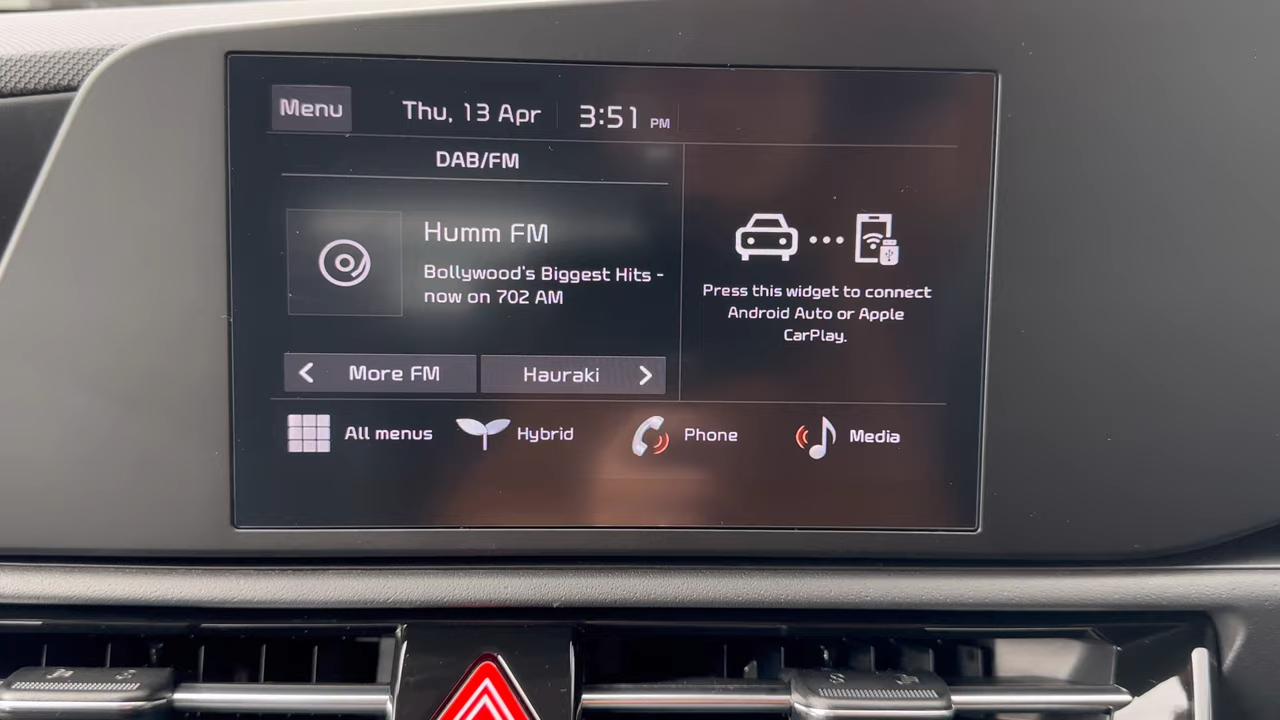 Menu
Thu, 13 Apr
3:51 PM
DAB/FM
Humm FM
Bollywood's Biggest Hits -
now on 702 AM
More FM
Hauraki
Press this widget to connect
Android Auto or Apple
CarPlay.
All menus
Hybrid
Phone
Media